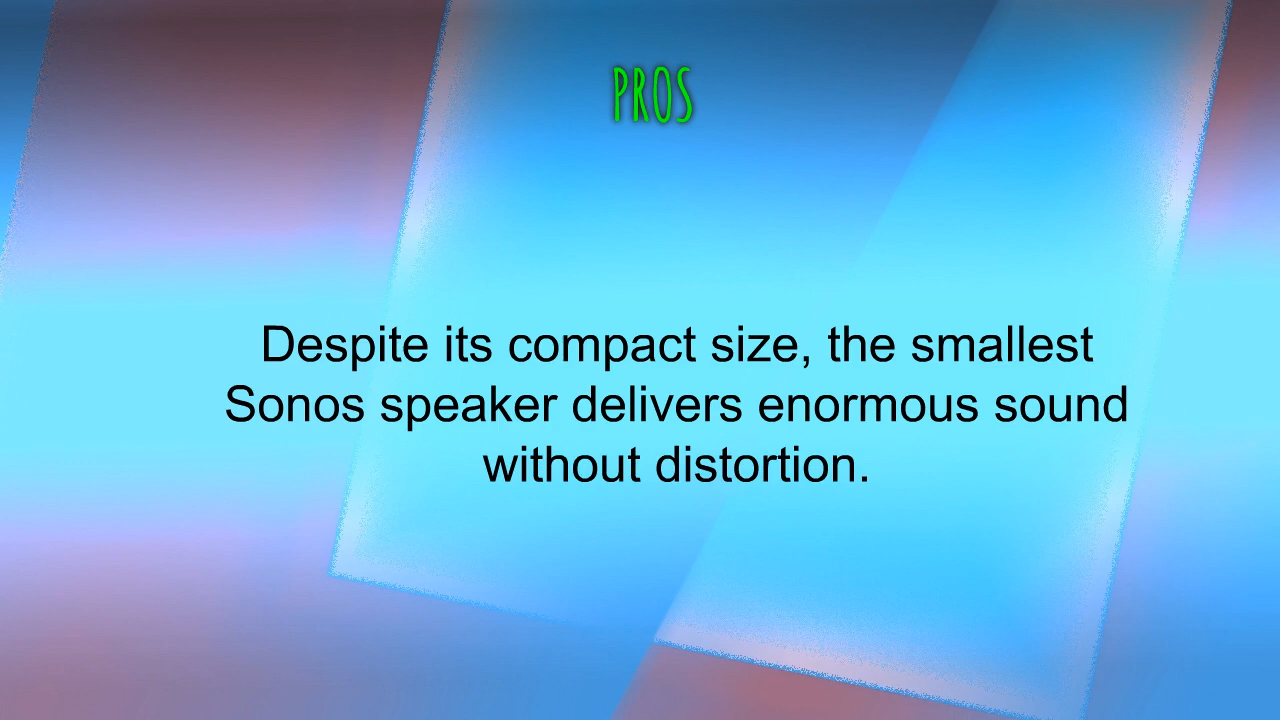 PROS
Despite its compact size, the smallest
Sonos speaker delivers enormous sound
without distortion.